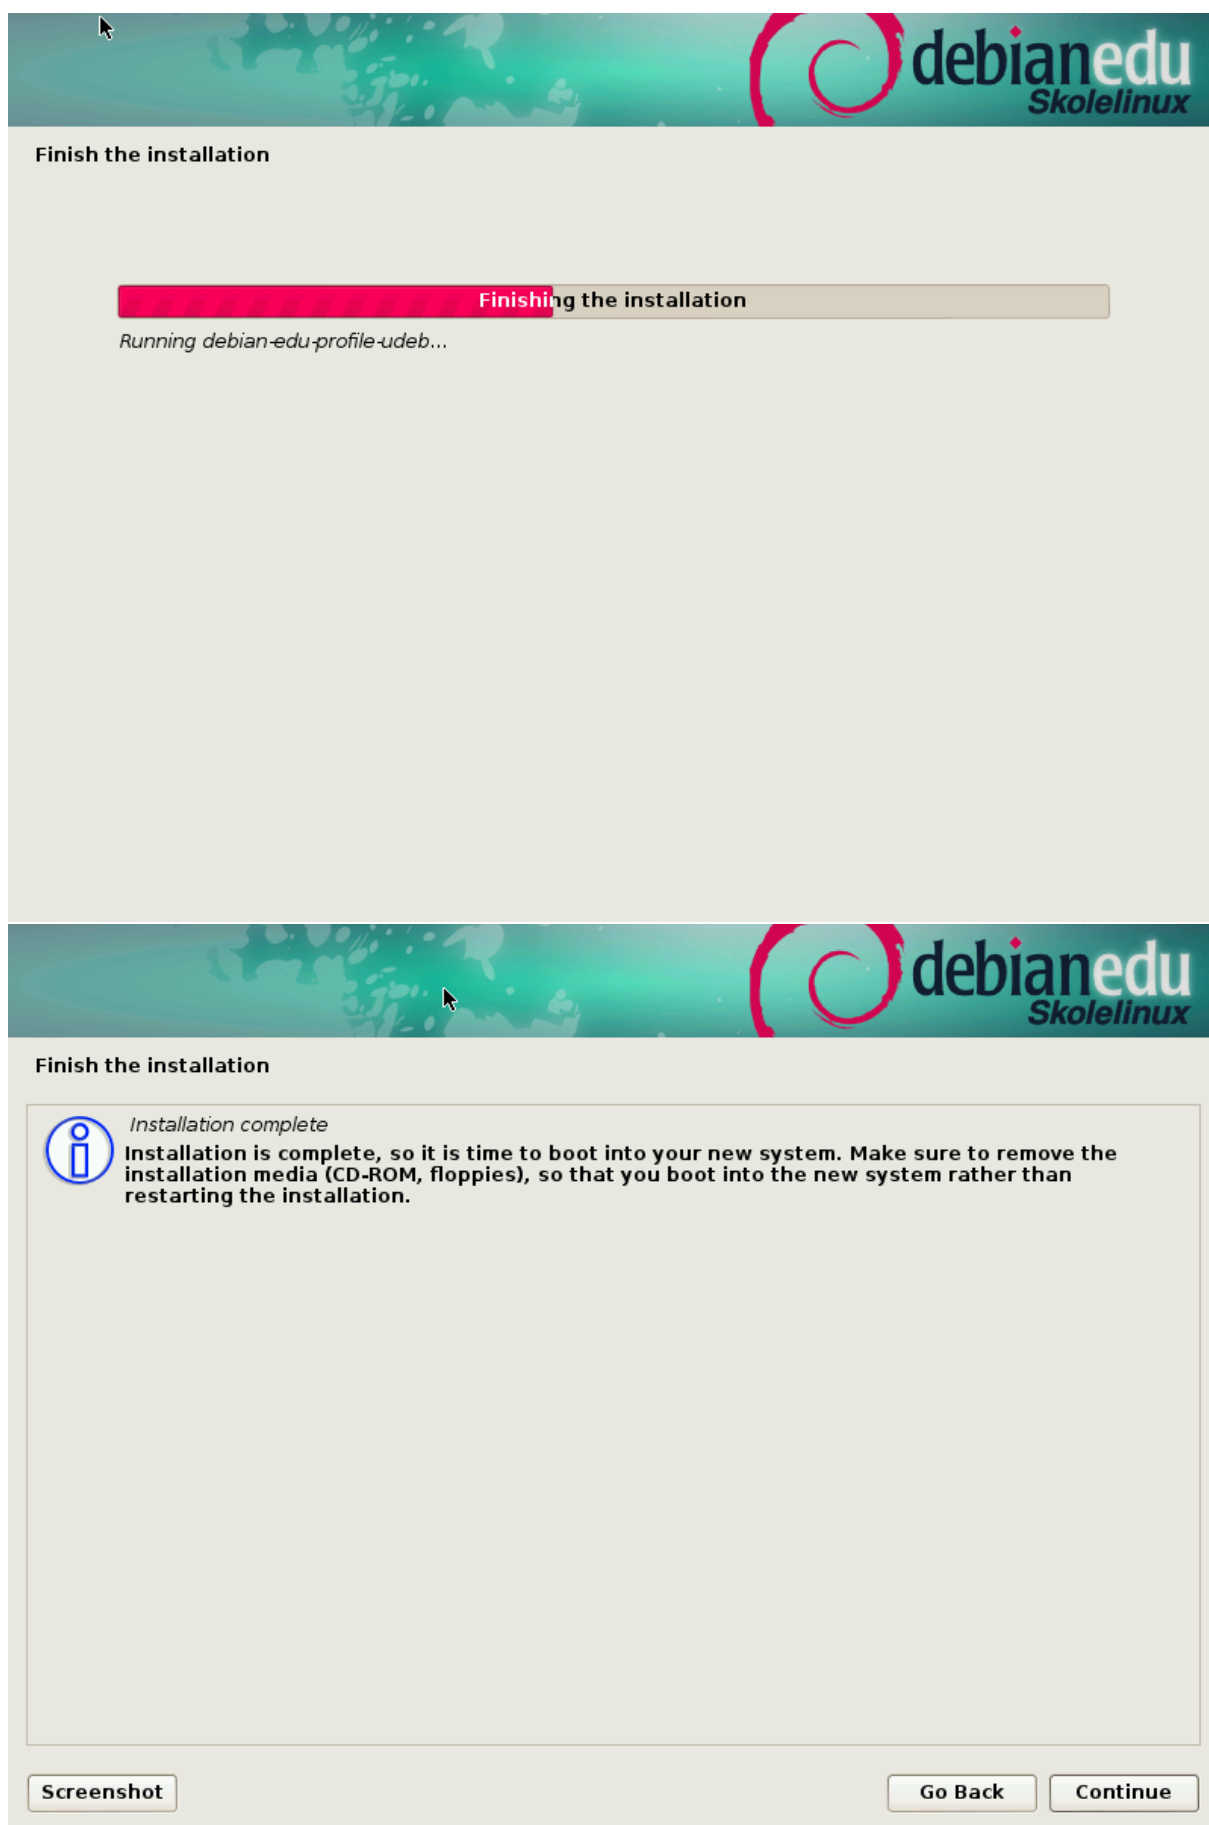 debianedu
Skolelinux
Finish the installation
Finishing the installation
Running debian-edu-profile-udeb...
debianedu
Skolelinux
Finish the installation
Installation complete
Installation is complete, so it is time to boot into your new system. Make sure to remove the
installation media (CD-ROM, floppies), so that you boot into the new system rather than
restarting the installation.
Screenshot
Go Back
Continue